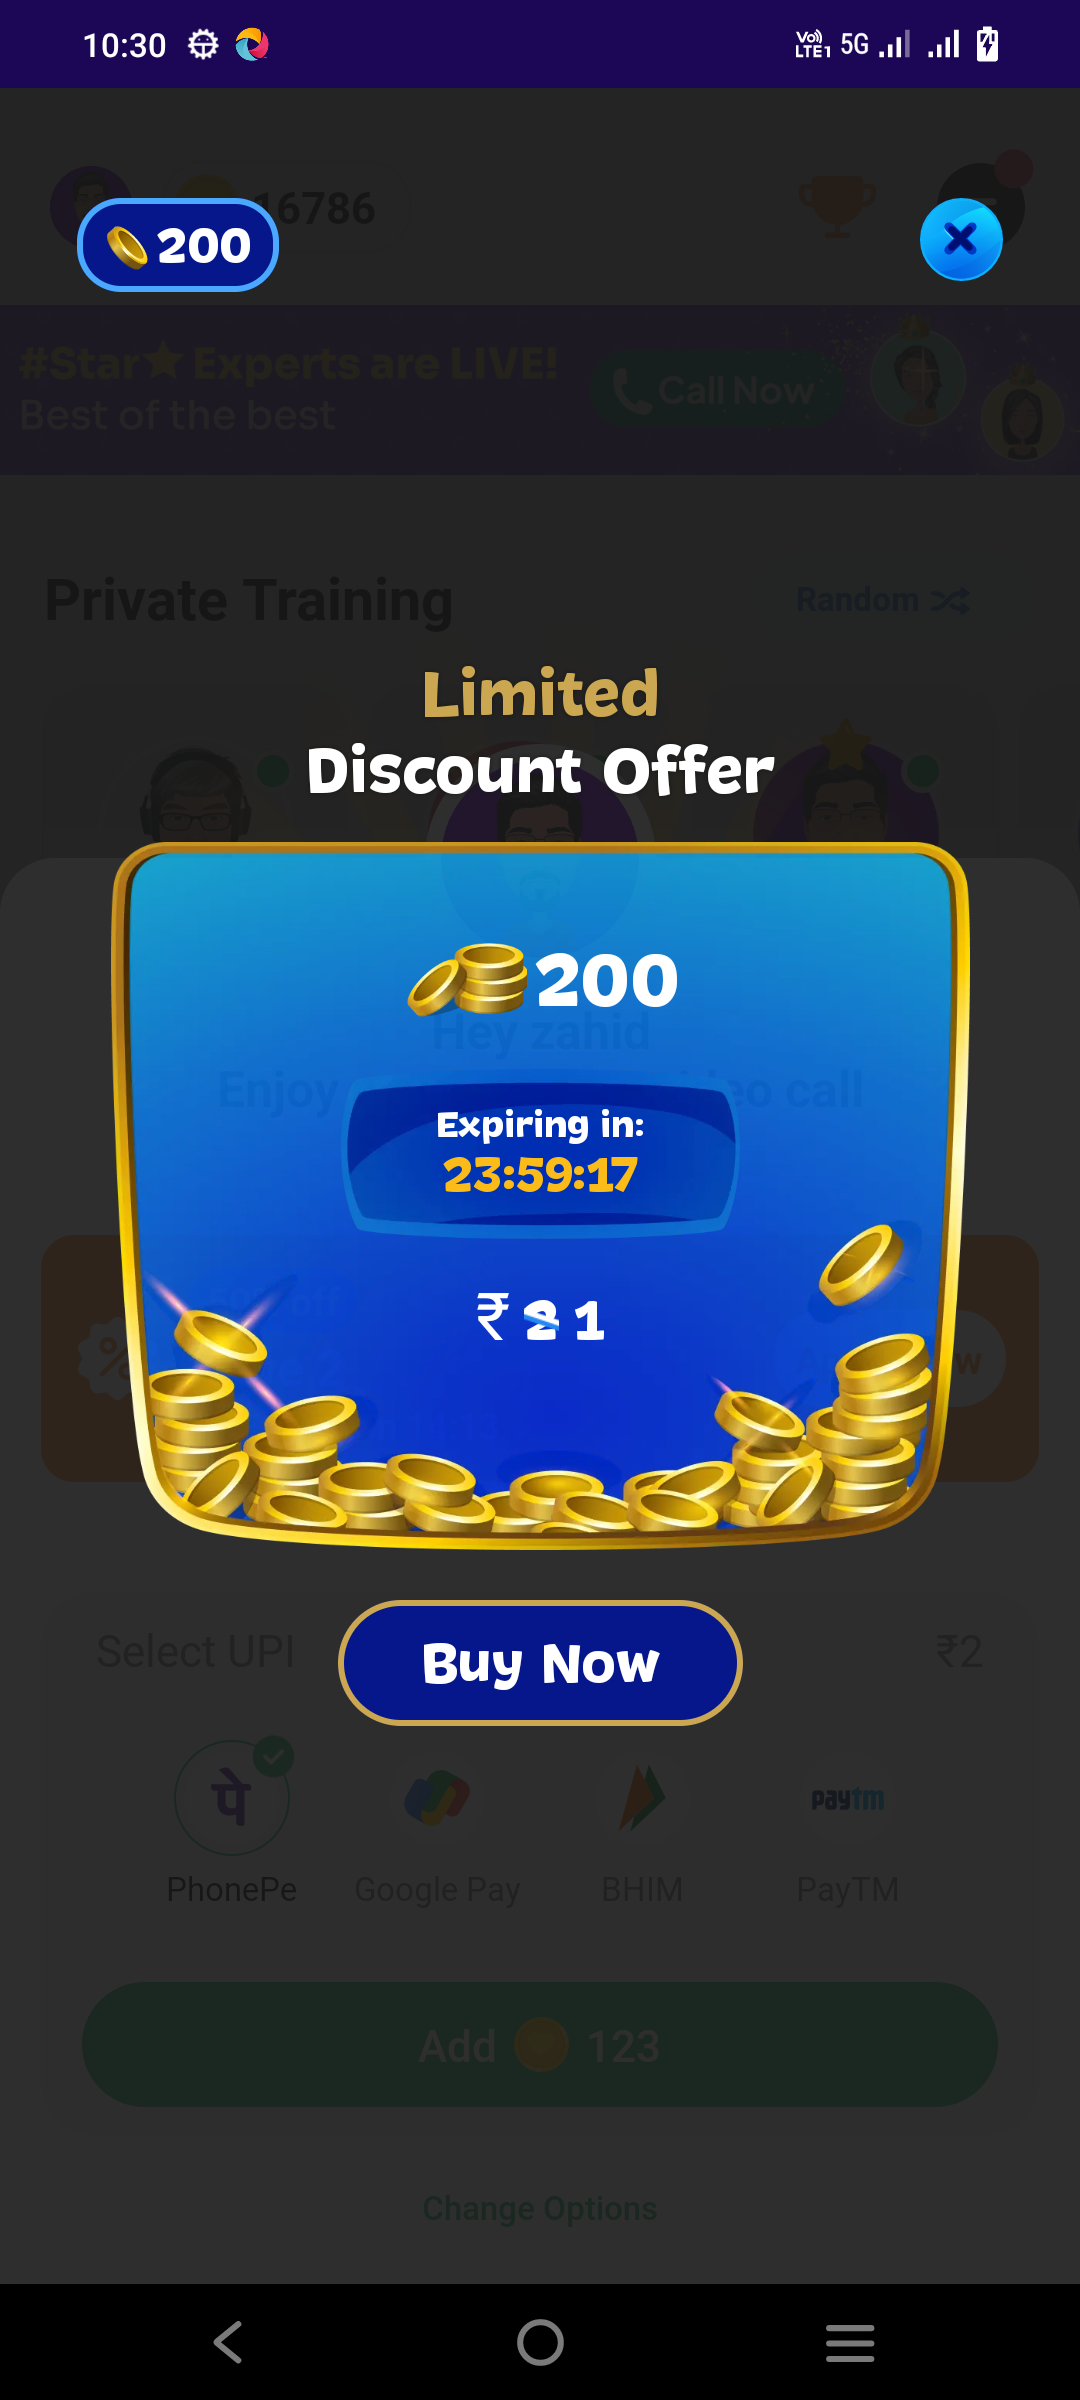 10:30
Vo)) LTE1 5G
16786
200
#Star Experts are LIVE!
Best of the best
Call Now
Private Training
Random
Limited
Discount Offer
200
Hey zahid
Enjoy
call
Expiring in:
23:59:17
₹ 2 1
Select UPI
₹2
Buy Now
पे
paytm
PhonePe
Google Pay
BHIM
PayTM
Add 123
Change Options